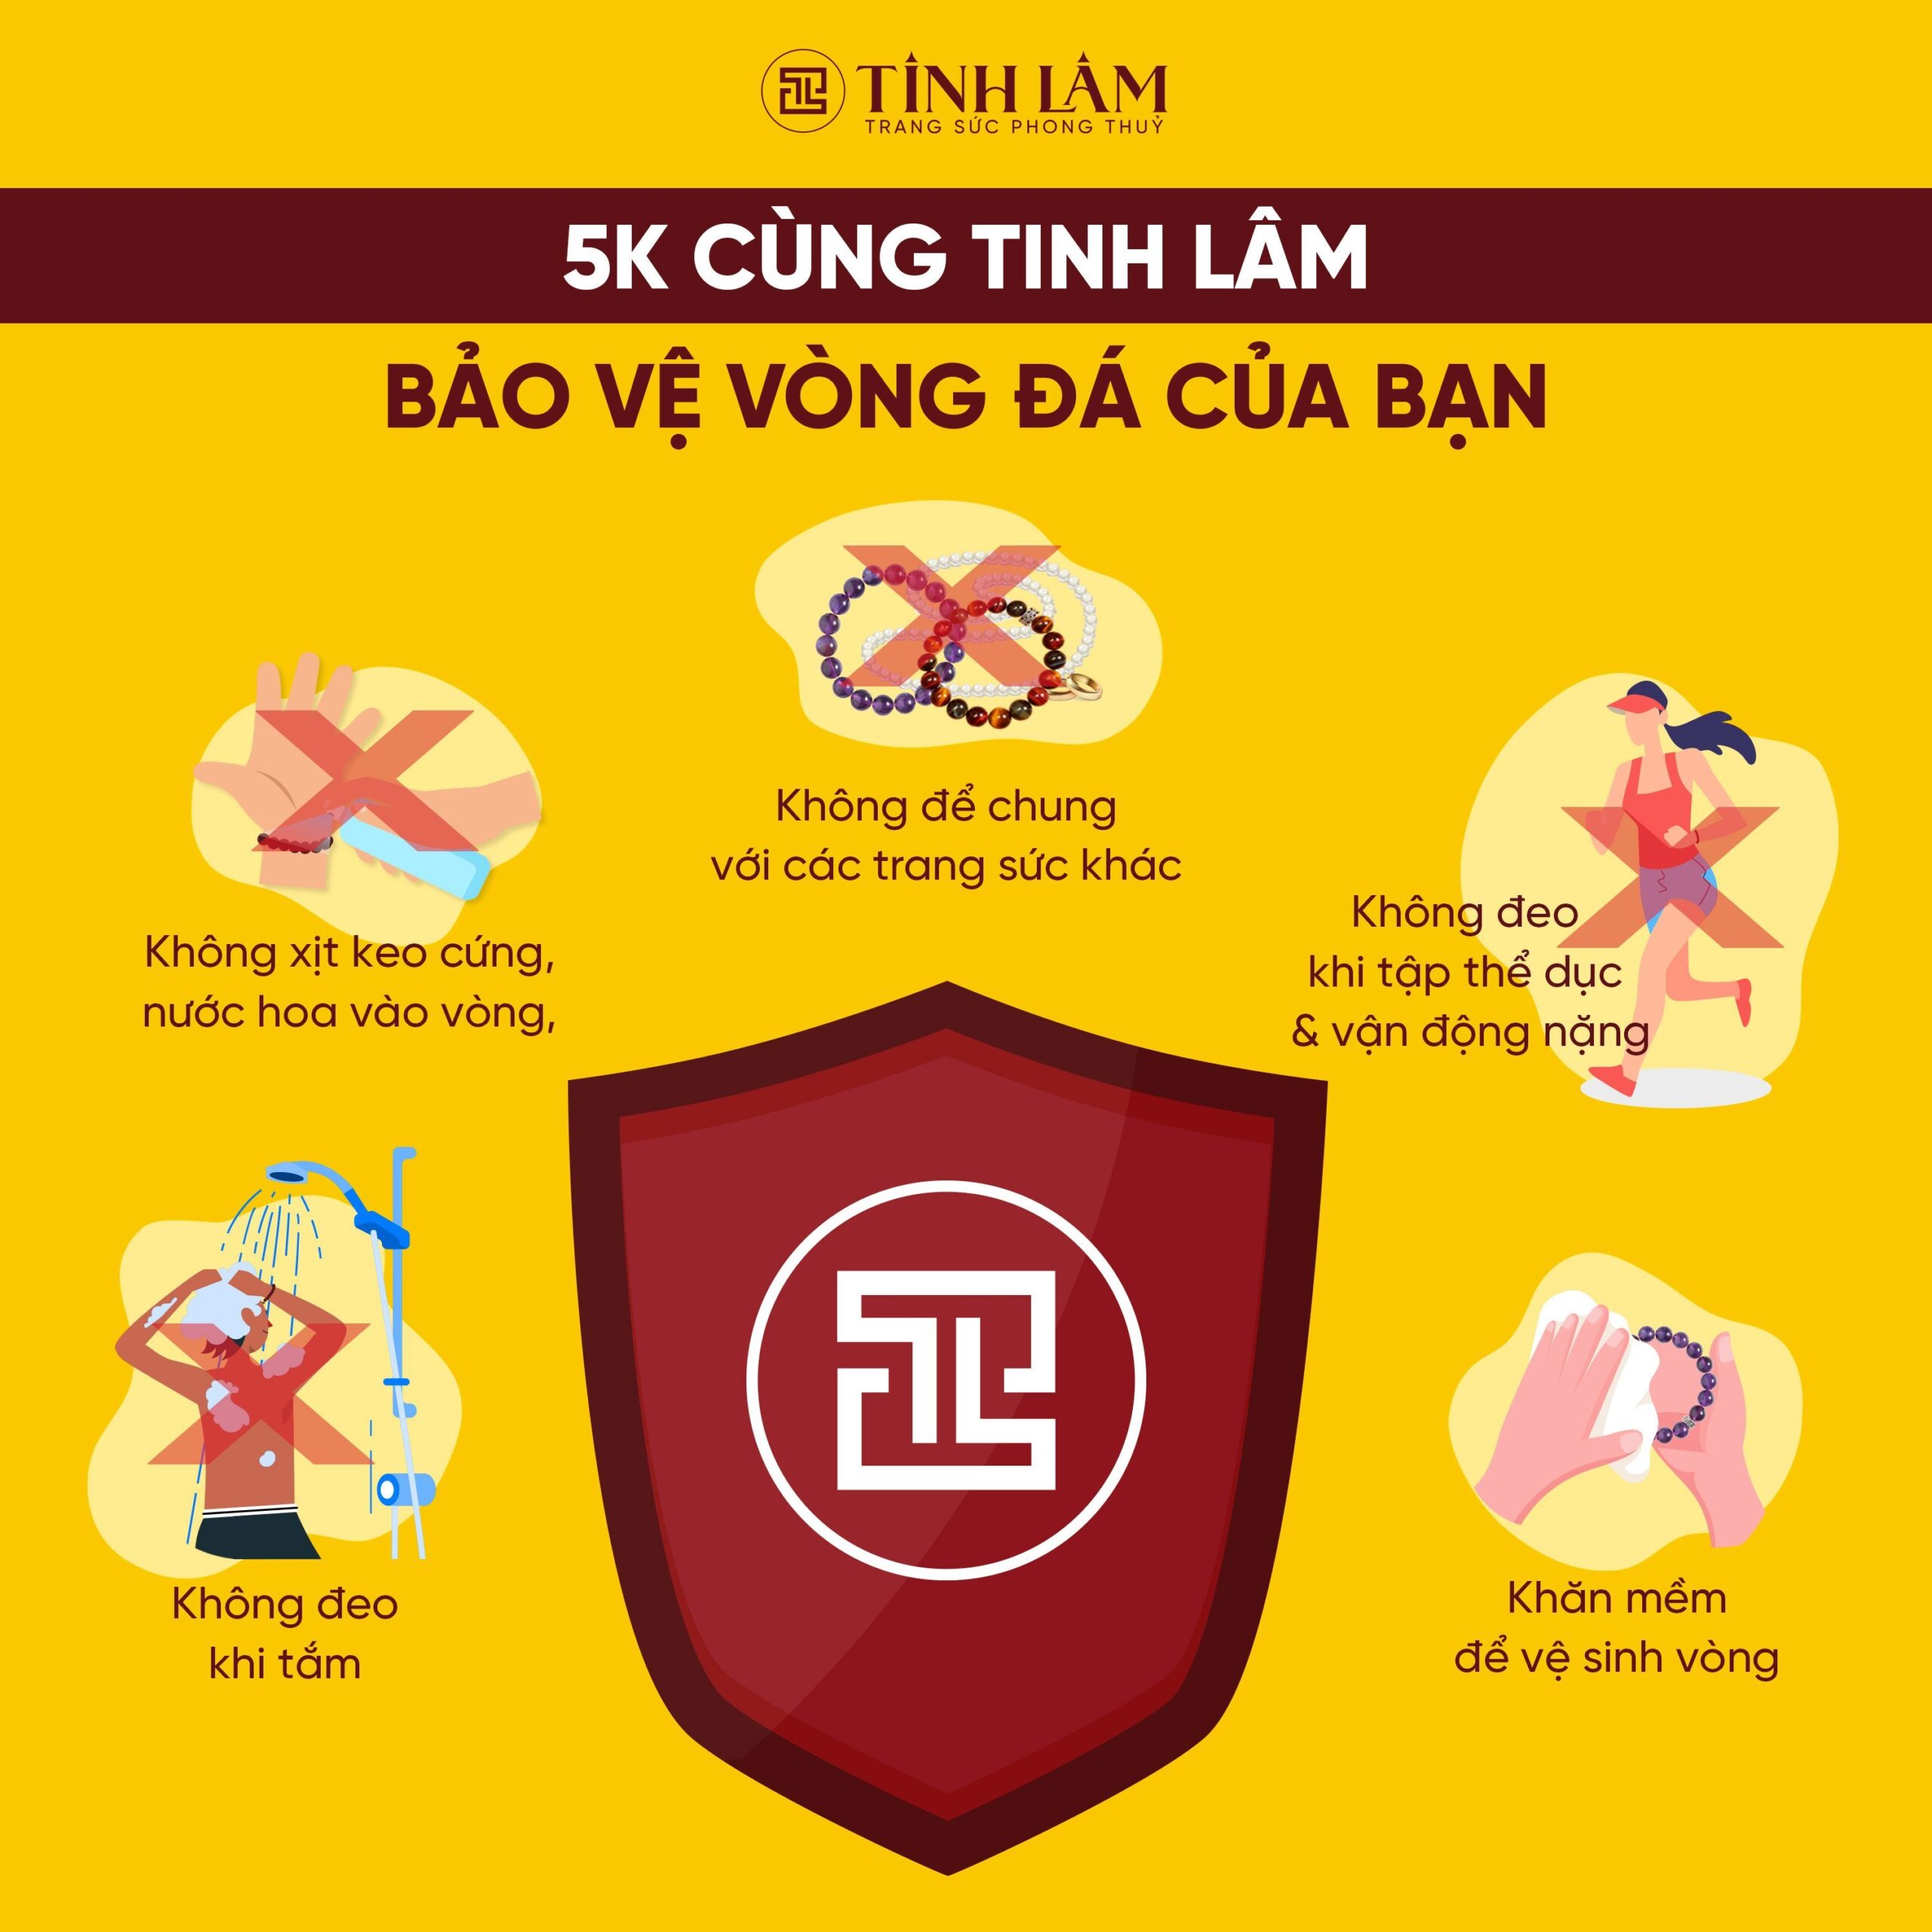 TINH LÂM
TRANG SỨC PHONG THUỶ
5K CÙNG TINH LÂM
BẢO VỆ VÒNG ĐÁ CỦA BẠN
Không để chung
với các trang sức khác
Không xịt keo cứng,
nước hoa vào vòng,
Không đeo
khi tập thể dục
& vận động nặng
Không đeo
khi tắm
Khăn mềm
để vệ sinh vòng